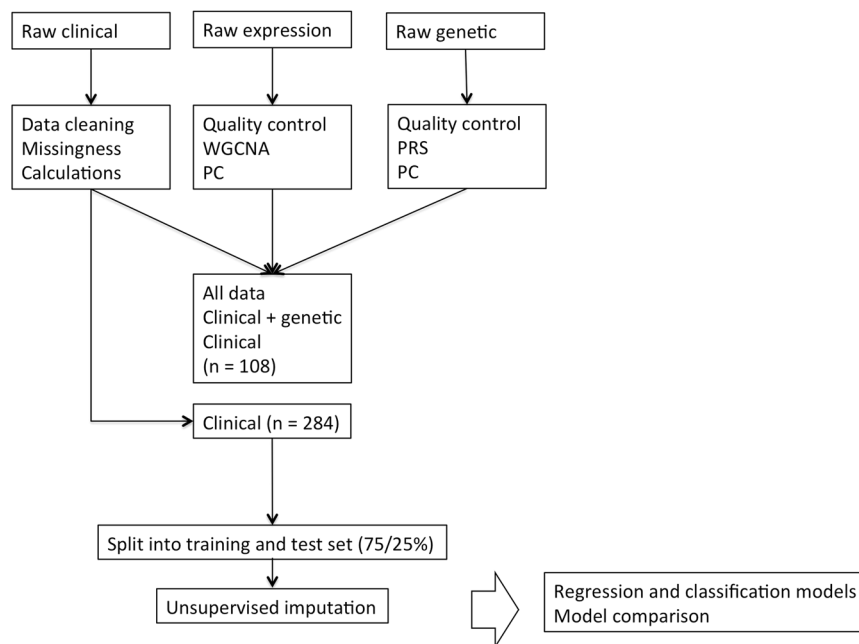 Raw clinical
Raw expression
Raw genetic
Data cleaning
Missingness
Calculations
Quality control
WGCNA
PC
Quality control
PRS
PC
All data
Clinical + genetic
Clinical
(n = 108)
Clinical (n = 284)
Split into training and test set (75/25%)
Unsupervised imputation
Regression and classification models
Model comparison